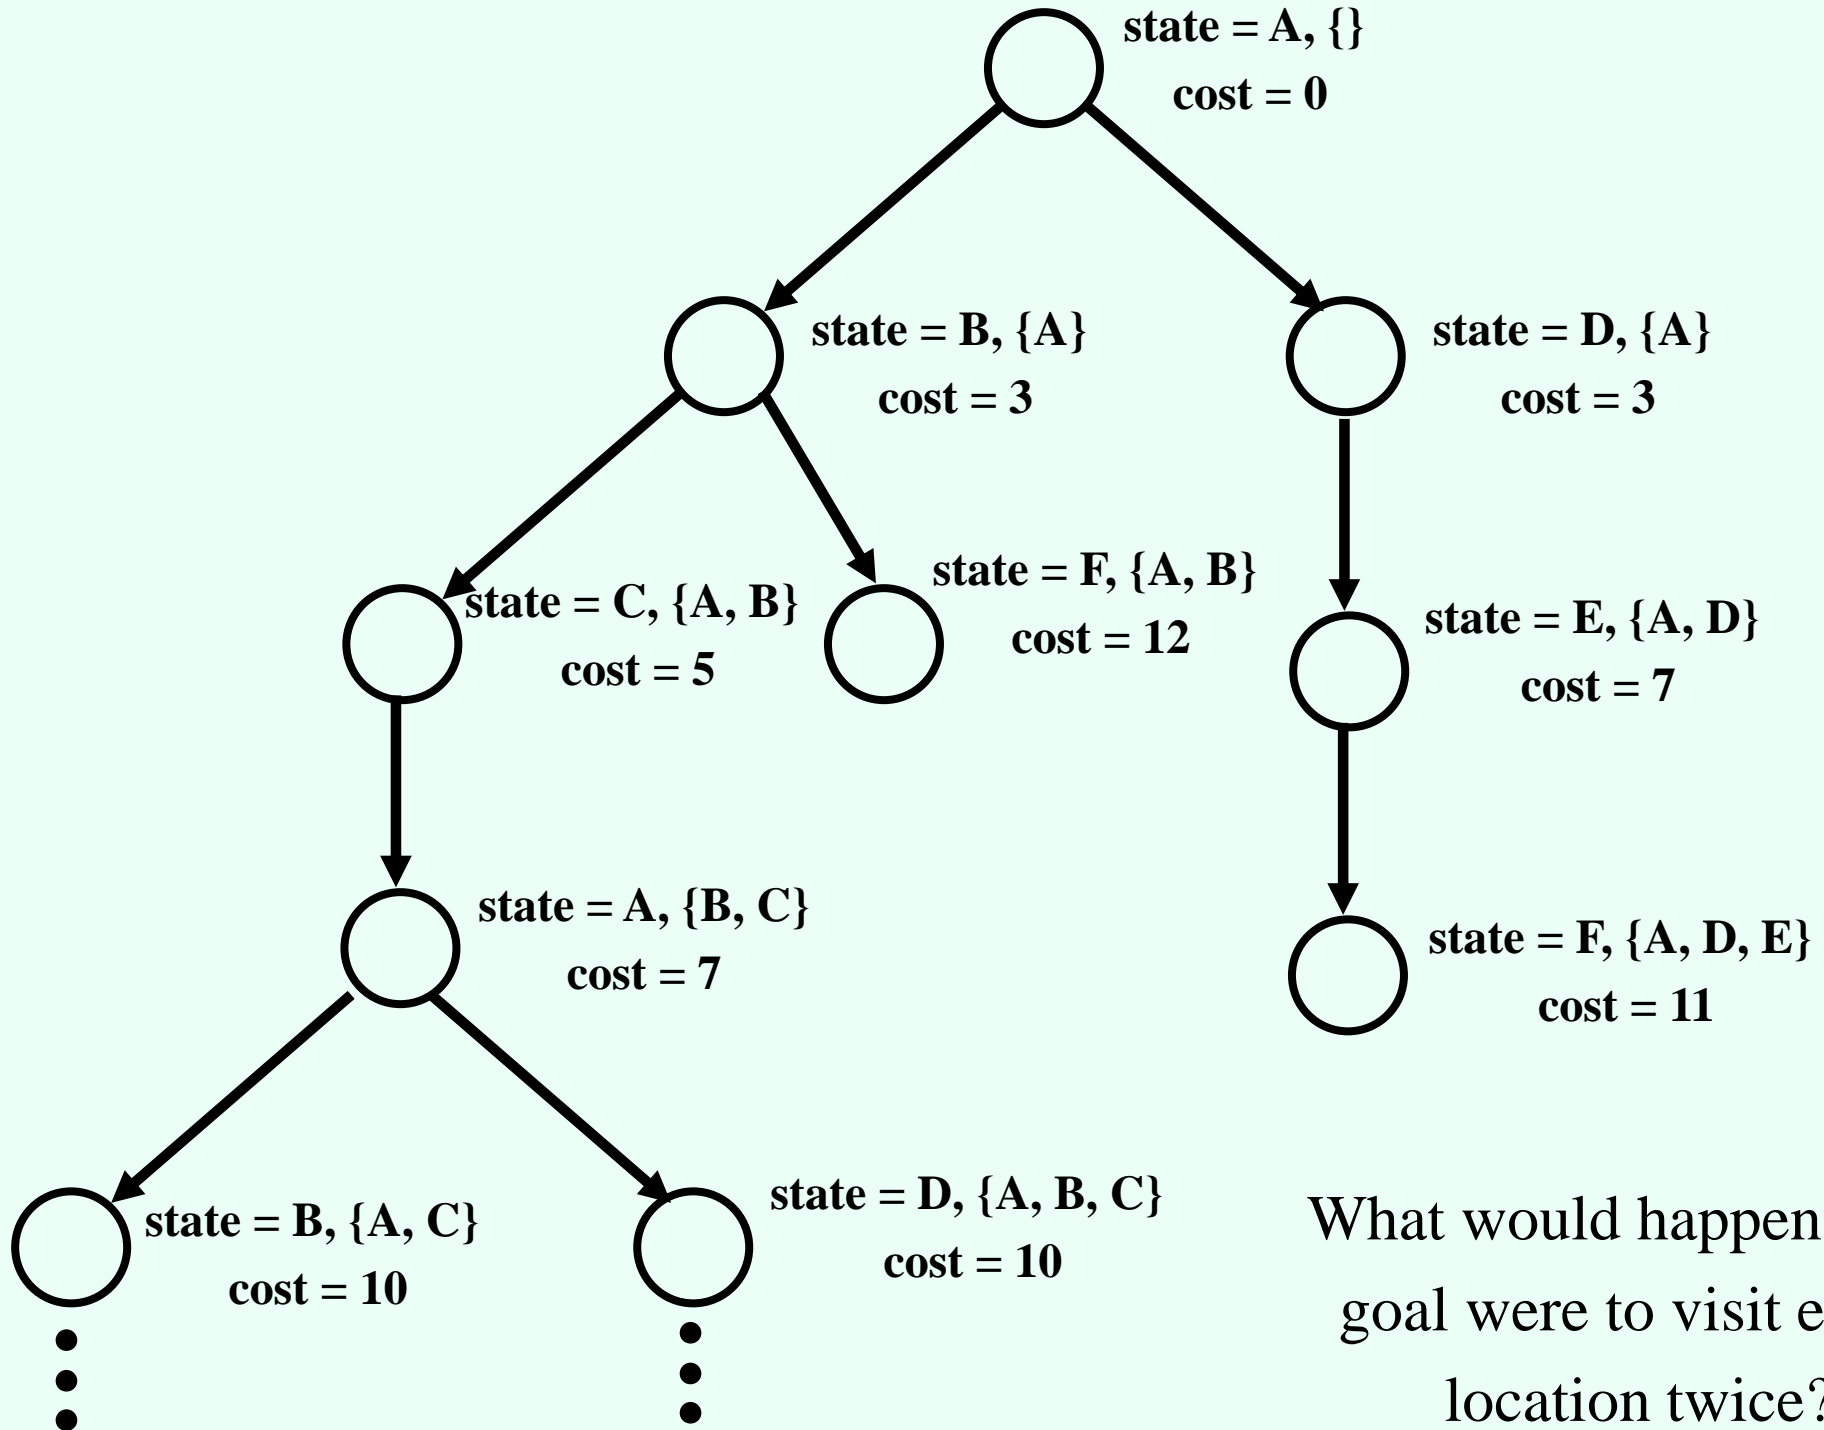 state = A, {}
cost = 0
state = B, {A}
cost = 3
state = D, {A}
cost = 3
state = C, {A, B}
cost = 5
state = F, {A, B}
cost = 12
state = E, {A, D}
cost = 7
state = A, {B, C}
cost = 7
state = F, {A, D, E}
cost = 11
state = B, {A, C}
cost = 10
state = D, {A, B, C}
cost = 10
What would happen
goal were to visit
location twice?